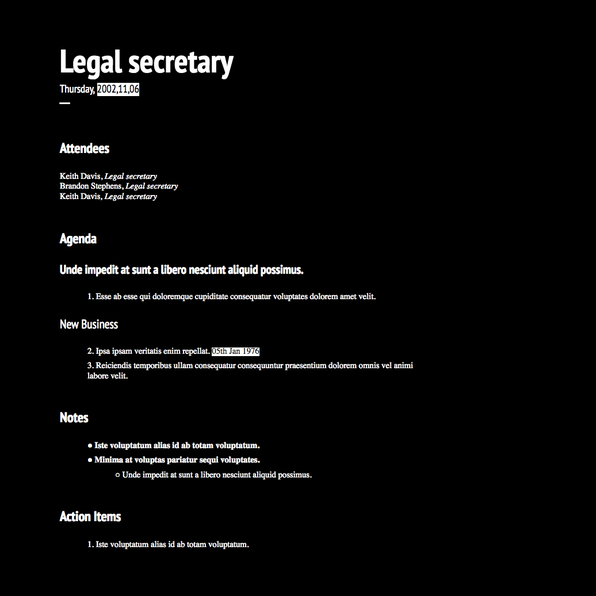 Legal secretary
Thursday, 2002,11,06
Attendees
Keith Davis, Legal secretary
Brandon Stephens, Legal secretary
Keith Davis, Legal secretary
Agenda
Unde impedit at sunt a libero nesciunt aliquid possimus.
1. Esse ab esse qui doloremque cupiditate consequatur voluptates dolorem amet velit.
New Business
2. Ipsa ipsam veritatis enim repellat. 05th Jan 1976
3. Reiciendis temporibus ullam consequatur consequuntur praesentium dolorem omnis vel animi
labore velit.
Notes
● Iste voluptatum alias id ab totam voluptatum.
● Minima at voluptas pariatur sequi voluptates.
○ Unde impedit at sunt a libero nesciunt aliquid possimus.
Action Items
1. Iste voluptatum alias id ab totam voluptatum.